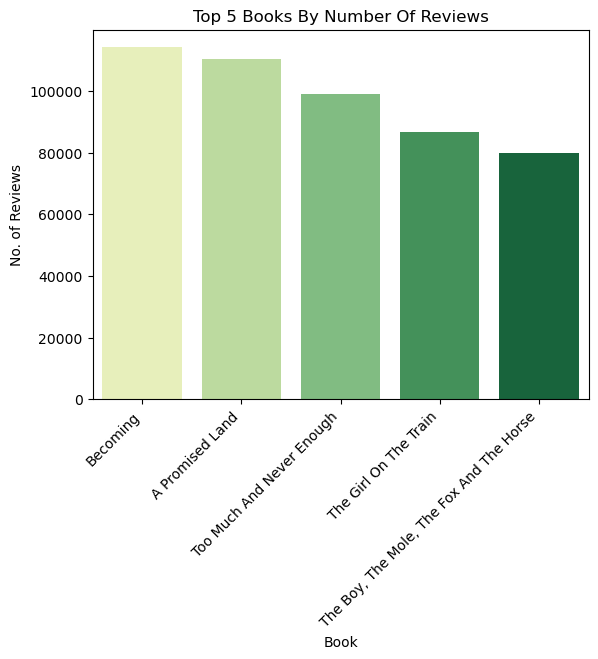 Top 5 Books By Number Of Reviews
No. of Reviews
100000
80000
60000
40000
20000
0
Becoming
A Promised Land
Too Much And Never Enough
The Girl On The Train
The Boy, The Mole, The Fox And The Horse
Book